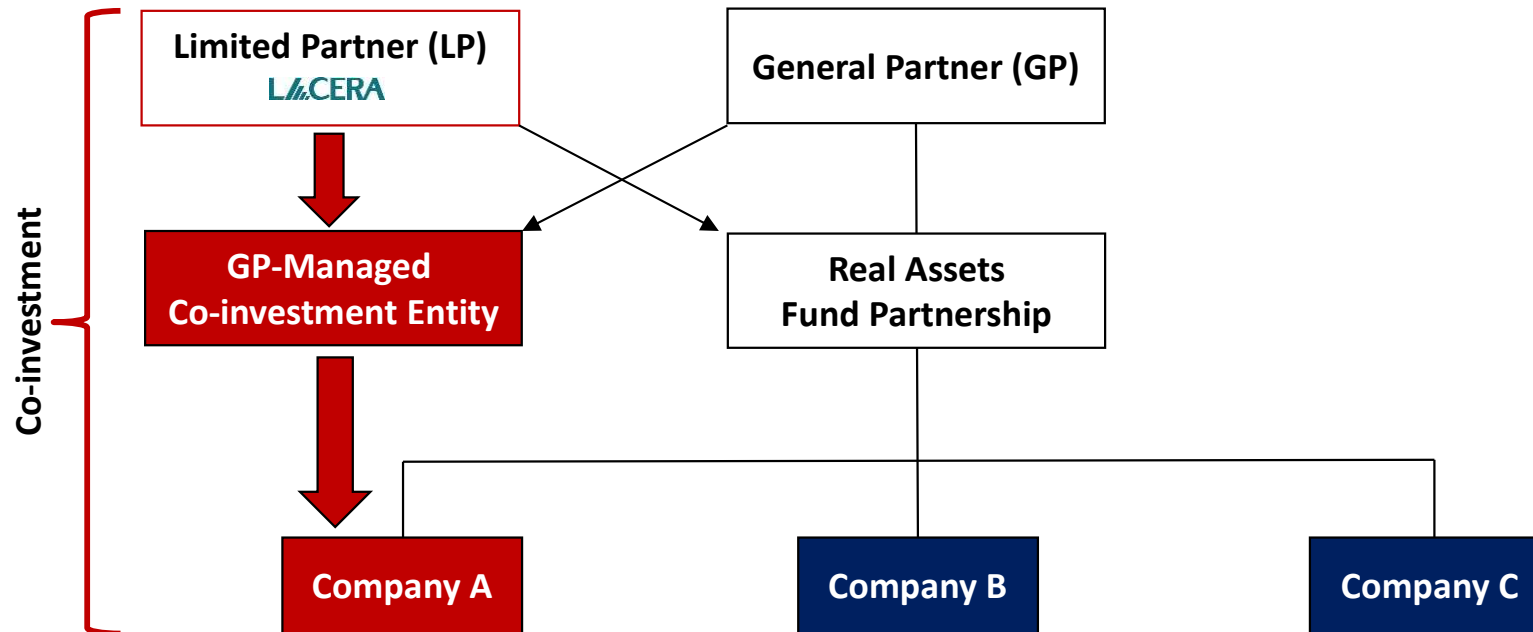 Limited Partner (LP)
LACERA
General Partner (GP)
Co-investment
GP-Managed
Co-investment Entity
Real Assets
Fund Partnership
Company A
Company B
Company C